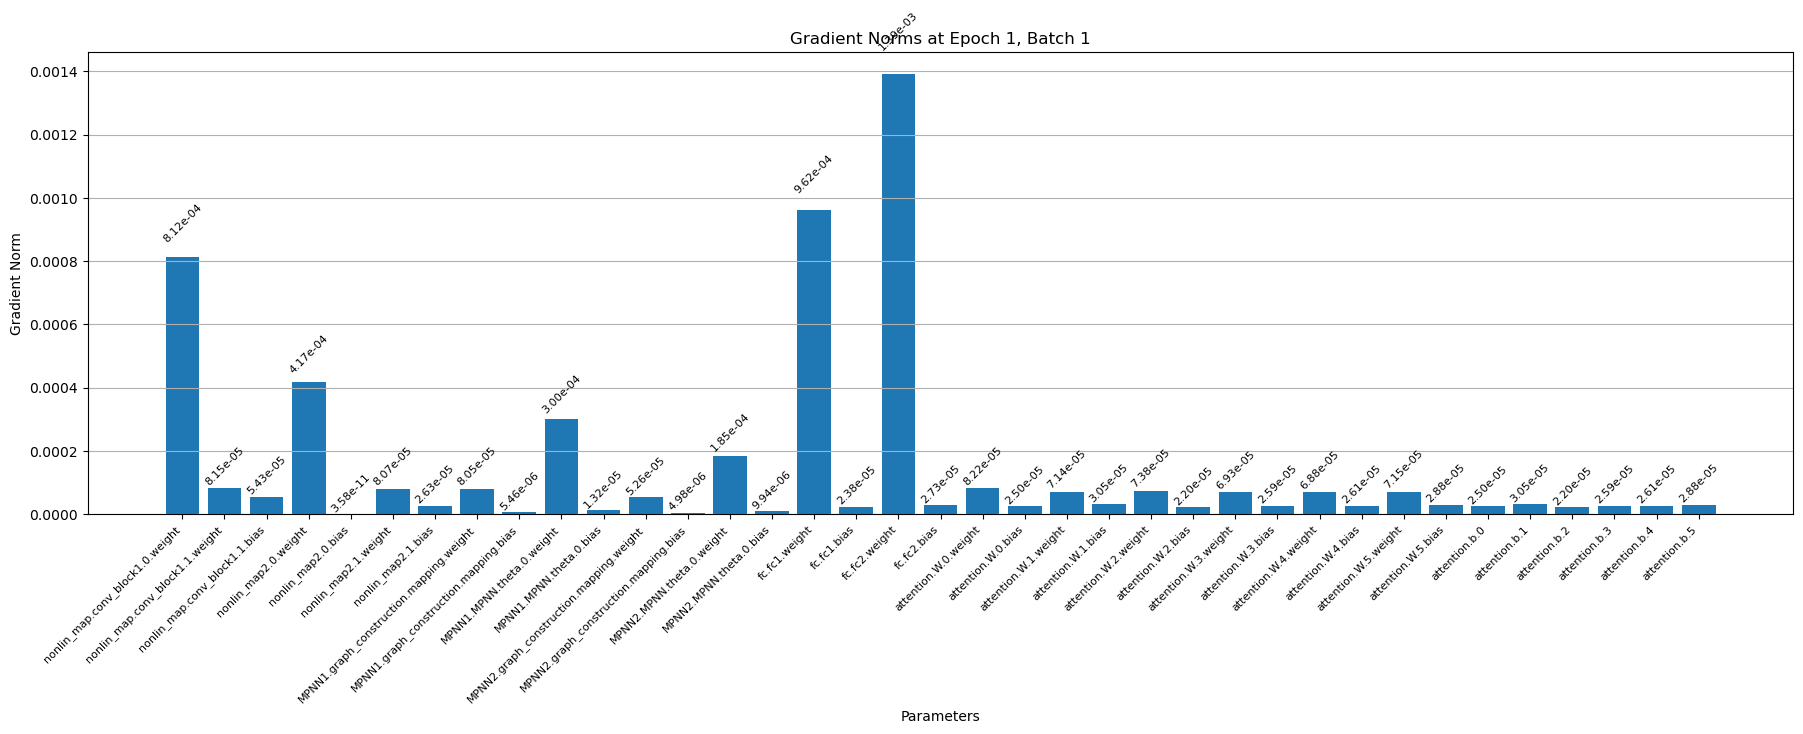 Gradient Norms at Epoch 1, Batch 1
Gradient Norm
0.0014
0.0012
0.0010
0.0008
0.0006
0.0004
0.0002
0.0000
8.12e-04
8.15e-05
5.43e-05
4.17e-04
3.58e-11
8.07e-05
2.63e-05
8.05e-05
5.46e-06
3.00e-04
1.32e-05
5.26e-05
4.98e-06
1.85e-04
9.94e-06
9.62e-04
2.38e-05
1.39e-03
2.73e-05
8.22e-05
2.50e-05
7.14e-05
3.05e-05
7.38e-05
2.20e-05
6.93e-05
2.59e-05
6.88e-05
2.61e-05
7.15e-05
2.88e-05
2.50e-05
3.05e-05
2.20e-05
2.59e-05
2.61e-05
2.88e-05
nonlin_map.conv_block1.0.weight
nonlin_map.conv_block1.1.weight
nonlin_map.conv_block1.1.bias
nonlin_map2.0.weight
nonlin_map2.0.bias
nonlin_map2.1.weight
nonlin_map2.1.bias
MPNN1.graph_construction.mapping.weight
MPNN1.graph_construction.mapping.bias
MPNN1.MPNN.theta.0.weight
MPNN1.MPNN.theta.0.bias
MPNN2.graph_construction.mapping.weight
MPNN2.graph_construction.mapping.bias
MPNN2.MPNN.theta.0.weight
MPNN2.MPNN.theta.0.bias
fc.fc1.weight
fc.fc1.bias
fc.fc2.weight
fc.fc2.bias
attention.W.0.weight
attention.W.0.bias
attention.W.1.weight
attention.W.1.bias
attention.W.2.weight
attention.W.2.bias
attention.W.3.weight
attention.W.3.bias
attention.W.4.weight
attention.W.4.bias
attention.W.5.weight
attention.W.5.bias
attention.b.0
attention.b.1
attention.b.2
attention.b.3
attention.b.4
attention.b.5
Parameters